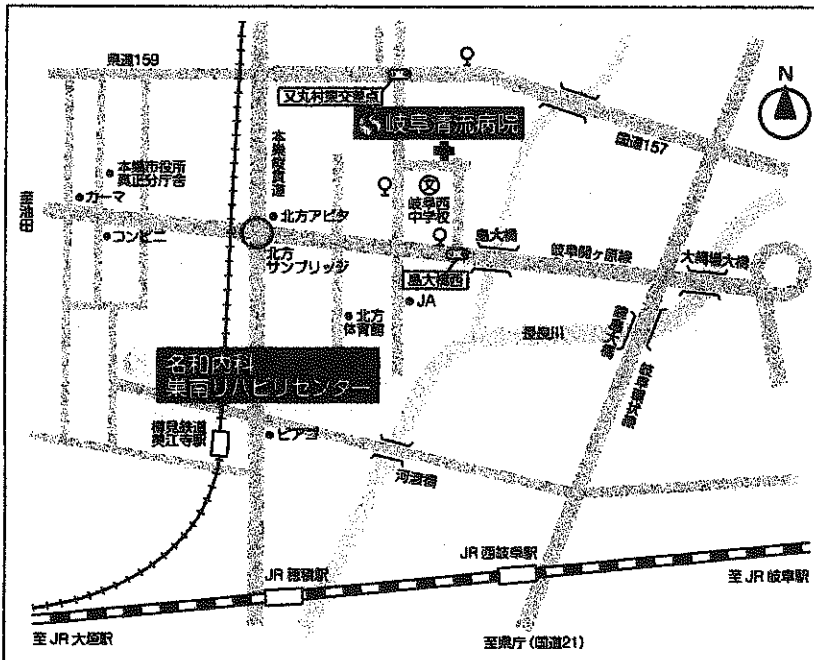 県道159
N
又丸村東交差点
岐阜清流病院
国道157
本巣縦貫道
本巣市役所
真正分庁舎
至池田
カーマ
コンビニ
北方アピタ
文
岐阜西
中学校
北方
サンブリッジ
島大橋
岐阜関ヶ原線
大縄場大橋
島大橋西
JA
北方
体育館
長良川
名和内科
巣南リハビリセンター
樽見鉄道
美江寺駅
ピアゴ
河渡橋
JR 穂積駅
JR 西岐阜駅
至 JR 岐阜駅
至 JR 大垣駅
至県庁 (国道21)